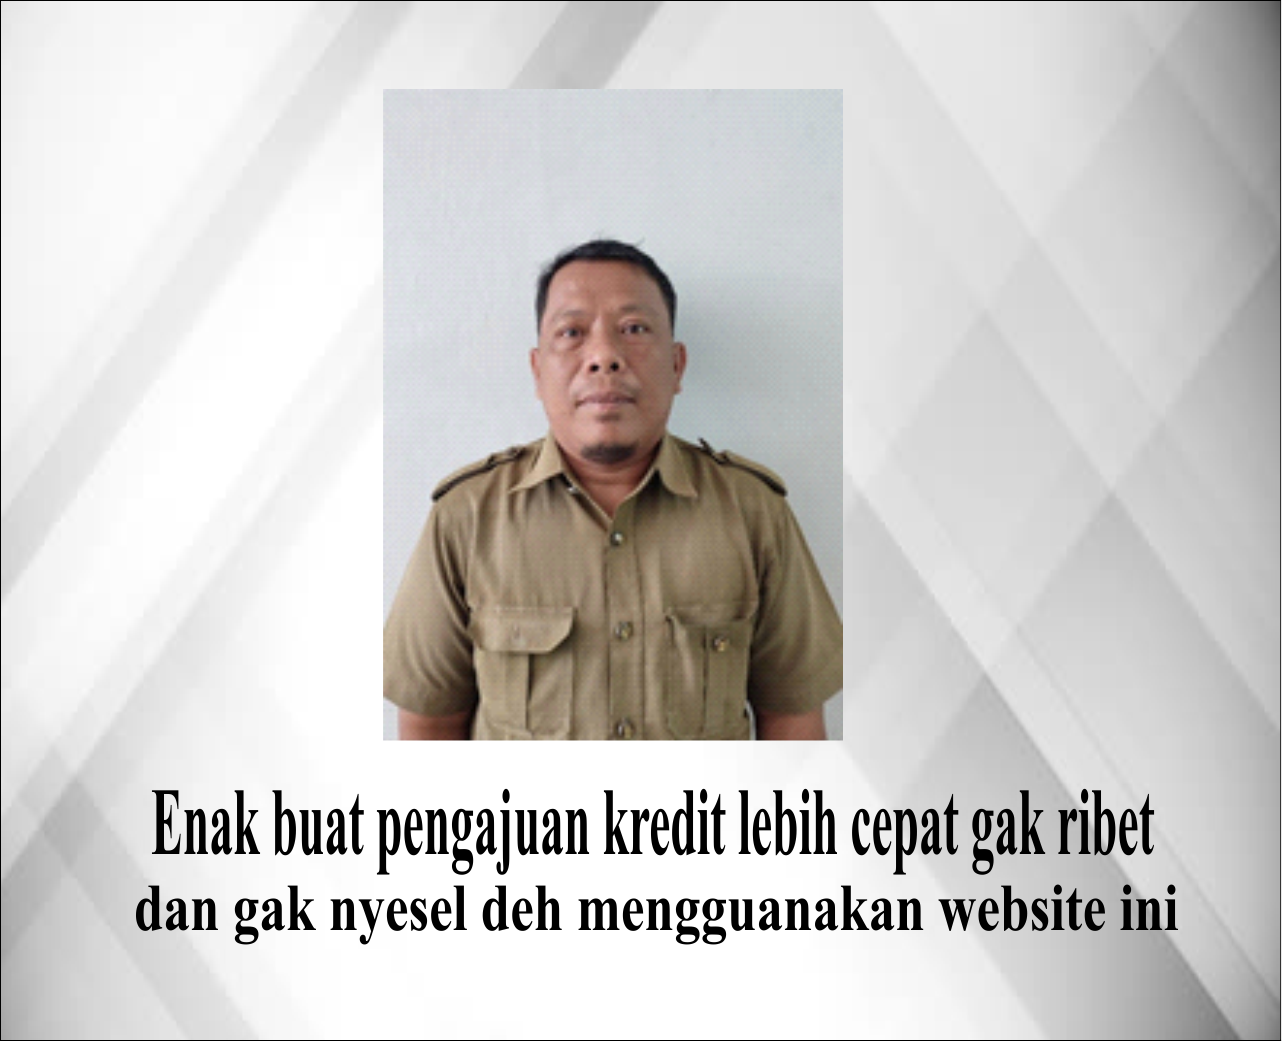 Enak buat pengajuan kredit lebih cepat gak ribet
dan gak nyesel deh mengguanakan website ini